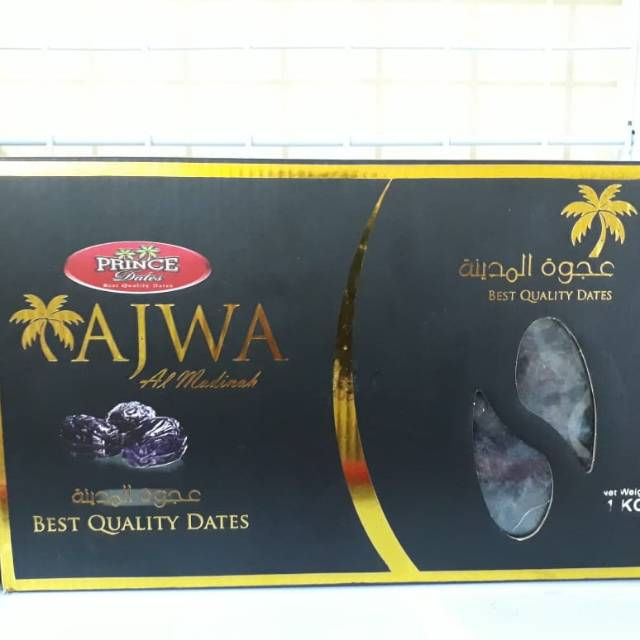 PRINCE
Dates
Best Quality Dates
AJWA
Al Madinah
عجوة المدينة
BEST QUALITY DATES
عجوة المدينة
BEST QUALITY DATES
1 KG